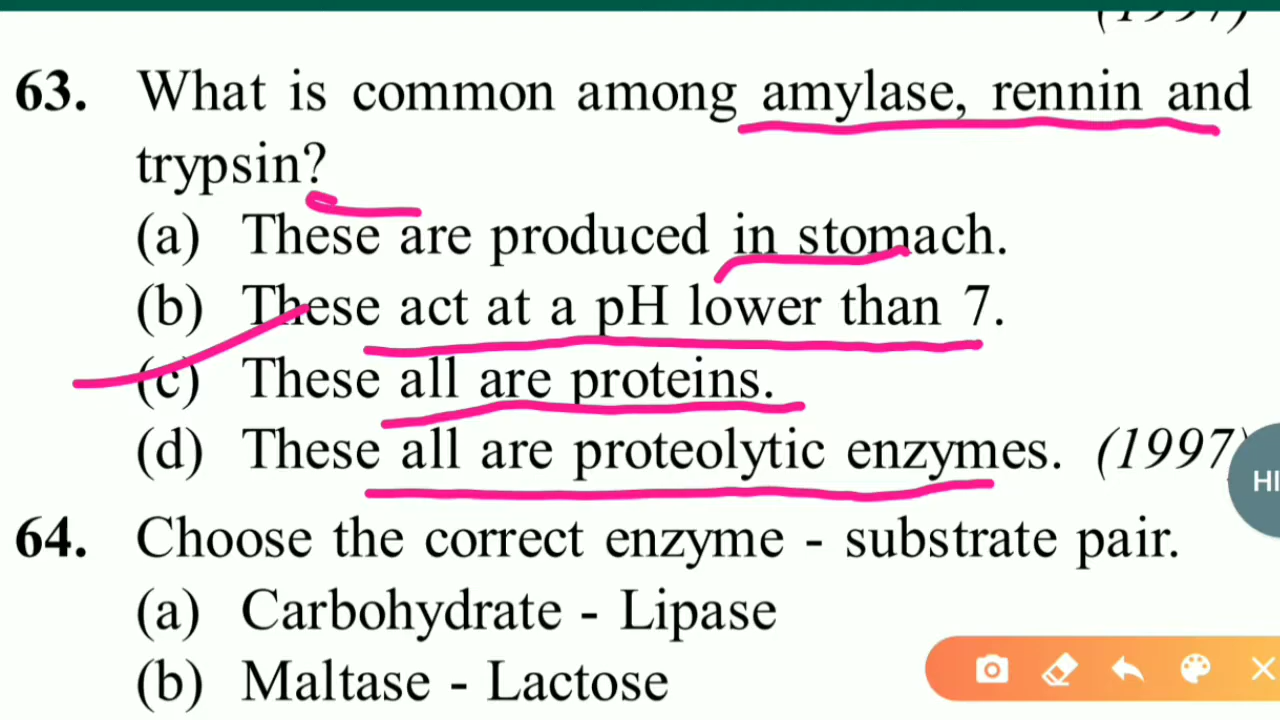 63. What is common among amylase, rennin and
trypsin?
(a) These are produced in stomach.
(b) These act at a pH lower than 7.
(c) These all are proteins.
(d) These all are proteolytic enzymes. (1997)
64. Choose the correct enzyme - substrate pair.
(a) Carbohydrate - Lipase
(b) Maltase - Lactose